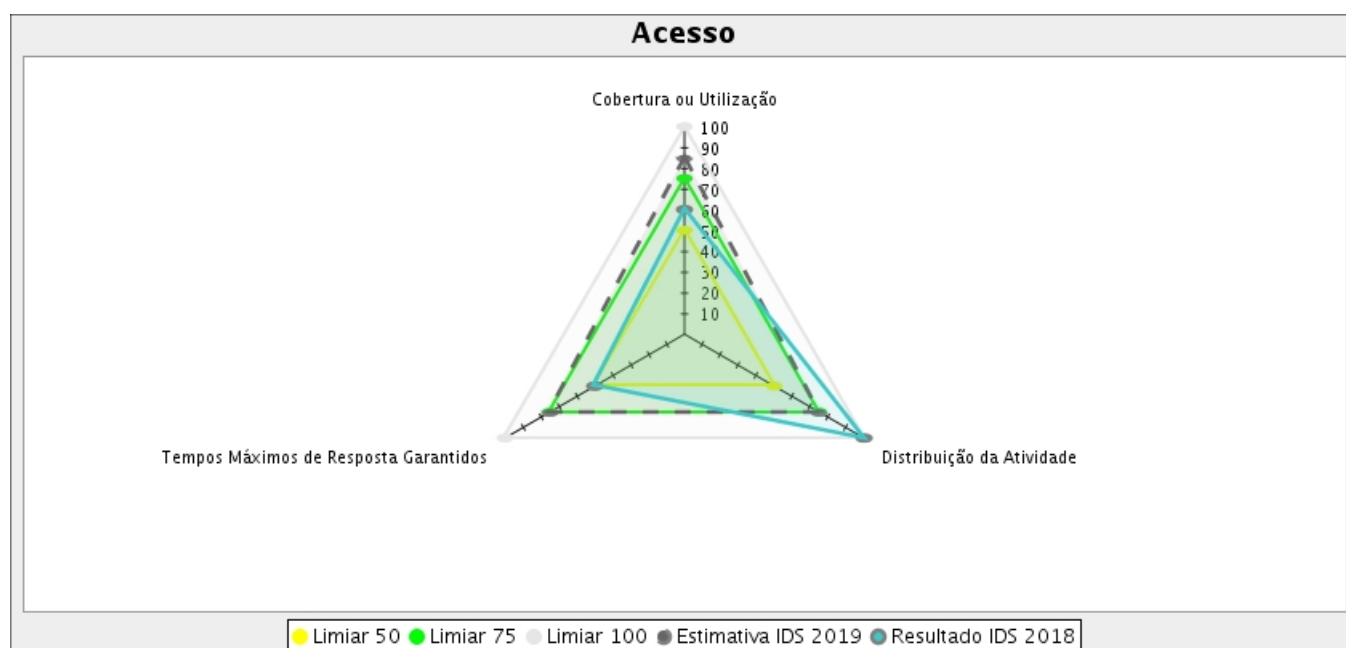 Acesso
Cobertura ou Utilização
100
90
80
70
60
50
40
30
20
10
Tempos Máximos de Resposta Garantidos
Distribuição da Atividade
Limiar 50 Limiar 75 Limiar 100 Estimativa IDS 2019 Resultado IDS 2018